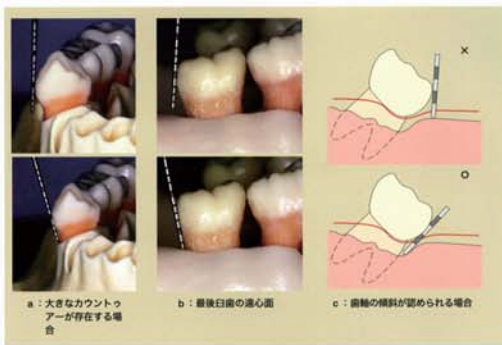 ×
○
a：大きなカウントゥ
アーが存在する場
合
b：最後臼歯の遠心面
c：歯軸の傾斜が認められる場合